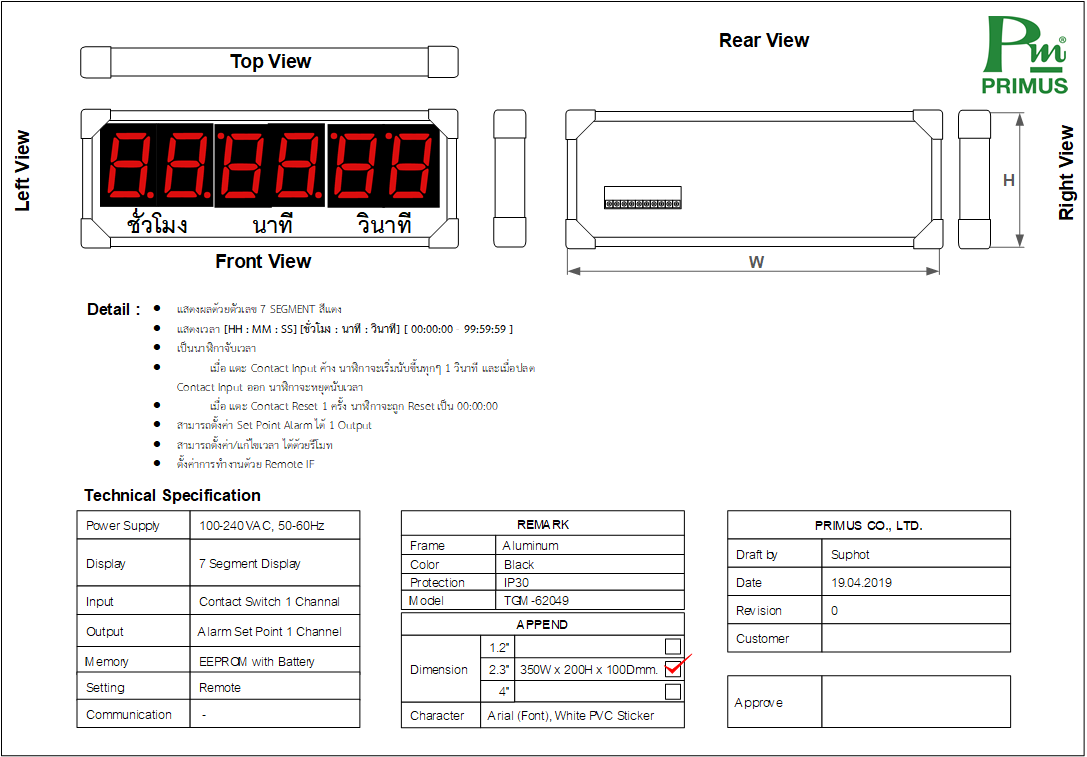 Rear View
Pm®
PRIMUS
Top View
Left View
88:88:88
ชั่วโมง นาที วินาที
Front View
H
W
Right View
Detail :
• แสดงผลด้วยตัวเลข 7 SEGMENT สีแดง
• แสดงเวลา [HH : MM : SS] [ชั่วโมง : นาที : วินาที] [ 00:00:00 - 99:59:59 ]
• เป็นนาฬิกาจับเวลา
• เมื่อ แตะ Contact Input ค้าง นาฬิกาจะเริ่มนับขึ้นทุกๆ 1 วินาที และเมื่อปลด
Contact Input ออก นาฬิกาจะหยุดนับเวลา
• เมื่อ แตะ Contact Reset 1 ครั้ง นาฬิกาจะถูก Reset เป็น 00:00:00
• สามารถตั้งค่า Set Point Alarm ได้ 1 Output
• สามารถตั้งค่า/แก้ไขเวลา ได้ด้วยรีโมท
• ตั้งค่าการทำงานด้วย Remote IF
Technical Specification
Power Supply 100-240 VAC, 50-60Hz
Display 7 Segment Display
Input Contact Switch 1 Channel
Output Alarm Set Point 1 Channel
Memory EEPROM with Battery
Setting Remote
Communication -
REMARK
Frame Aluminum
Color Black
Protection IP30
Model TGM-62049
APPEND
Dimension
1.2"
2.3" 350W x 200H x 100Dmm.
4"
Character Arial (Font), White PVC Sticker
PRIMUS CO., LTD.
Draft by Suphot
Date 19.04.2019
Revision 0
Customer
Approve